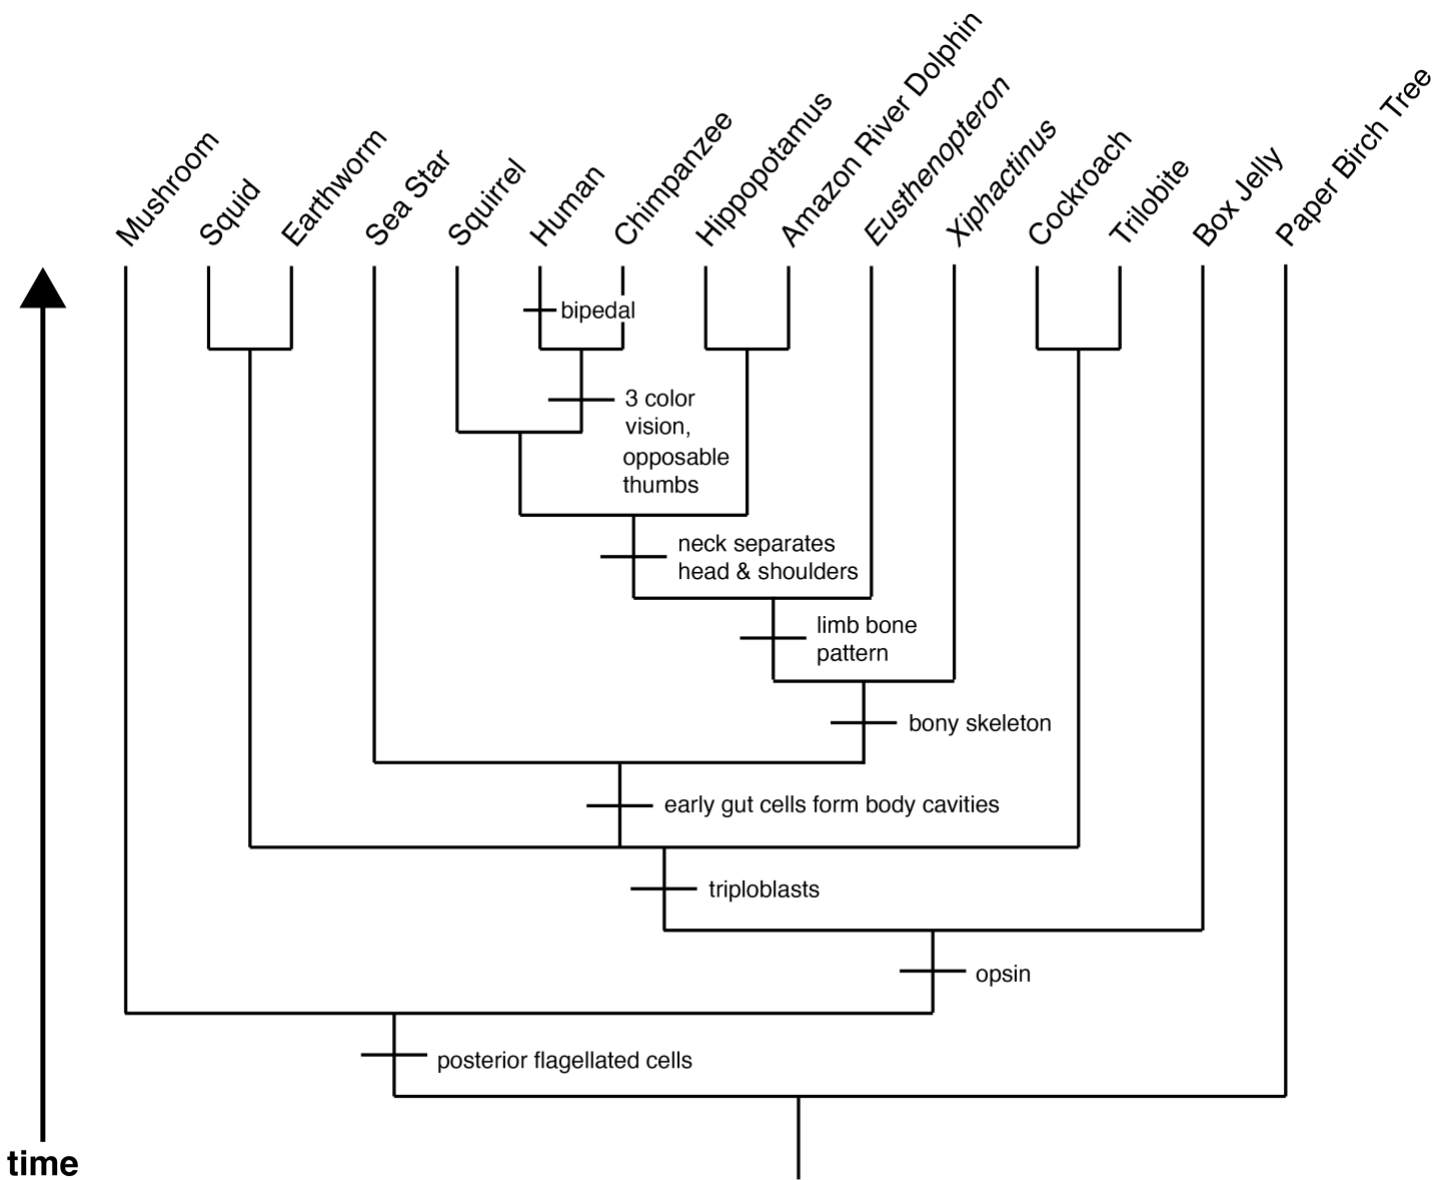 Mushroom
Squid
Earthworm
Sea Star
Squirrel
Human
Chimpanzee
Hippopotamus
Amazon River Dolphin
Eusthenopteron
Xiphactinus
Cockroach
Trilobite
Box Jelly
Paper Birch Tree
bipedal
3 color
vision,
opposable
thumbs
neck separates
head & shoulders
limb bone
pattern
bony skeleton
early gut cells form body cavities
triploblasts
opsin
posterior flagellated cells
time